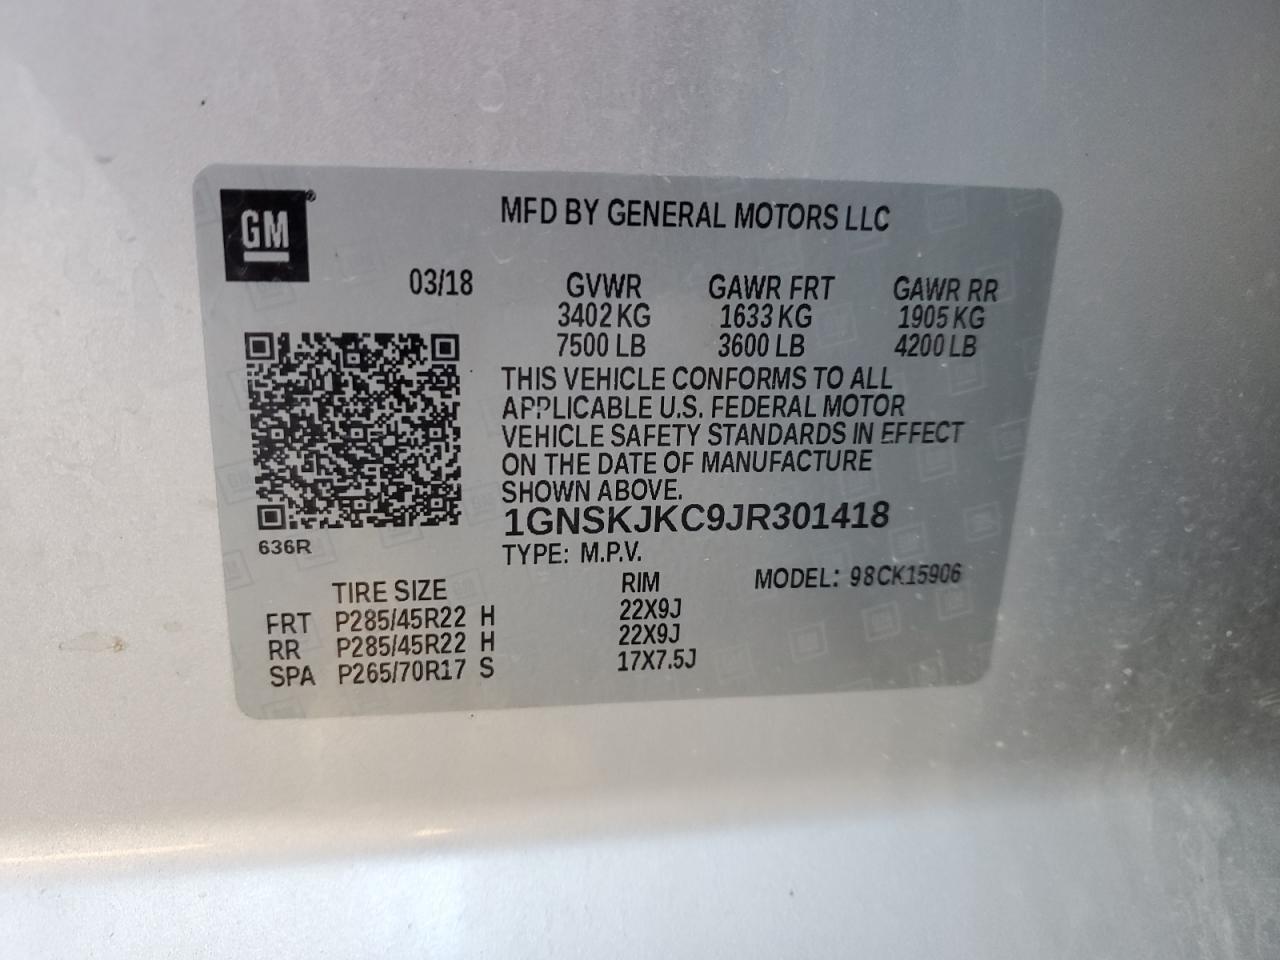 GM®
MFD BY GENERAL MOTORS LLC
03/18
GVWR GAWR FRT GAWR RR
3402 KG 1633 KG 1905 KG
7500 LB 3600 LB 4200 LB
THIS VEHICLE CONFORMS TO ALL
APPLICABLE U.S. FEDERAL MOTOR
VEHICLE SAFETY STANDARDS IN EFFECT
ON THE DATE OF MANUFACTURE
SHOWN ABOVE.
1GNSKJKC9JR301418
636R
TYPE: M.P.V.
MODEL: 98CK15906
TIRE SIZE RIM
FRT P285/45R22 H 22X9J
RR P285/45R22 H 22X9J
SPA P265/70R17 S 17X7.5J